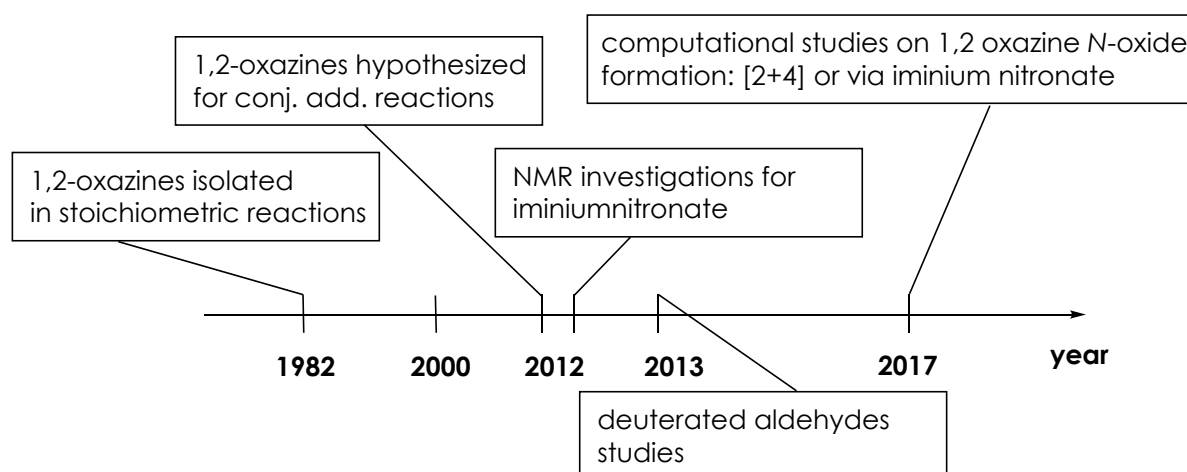 computational studies on 1,2 oxazine N-oxide
formation: [2+4] or via iminium nitronate
1,2-oxazines hypothesized
for conj. add. reactions
1,2-oxazines isolated
in stoichiometric reactions
NMR investigations for
iminiumnitronate
1982
2000
2012
2013
2017
year
deuterated aldehydes
studies